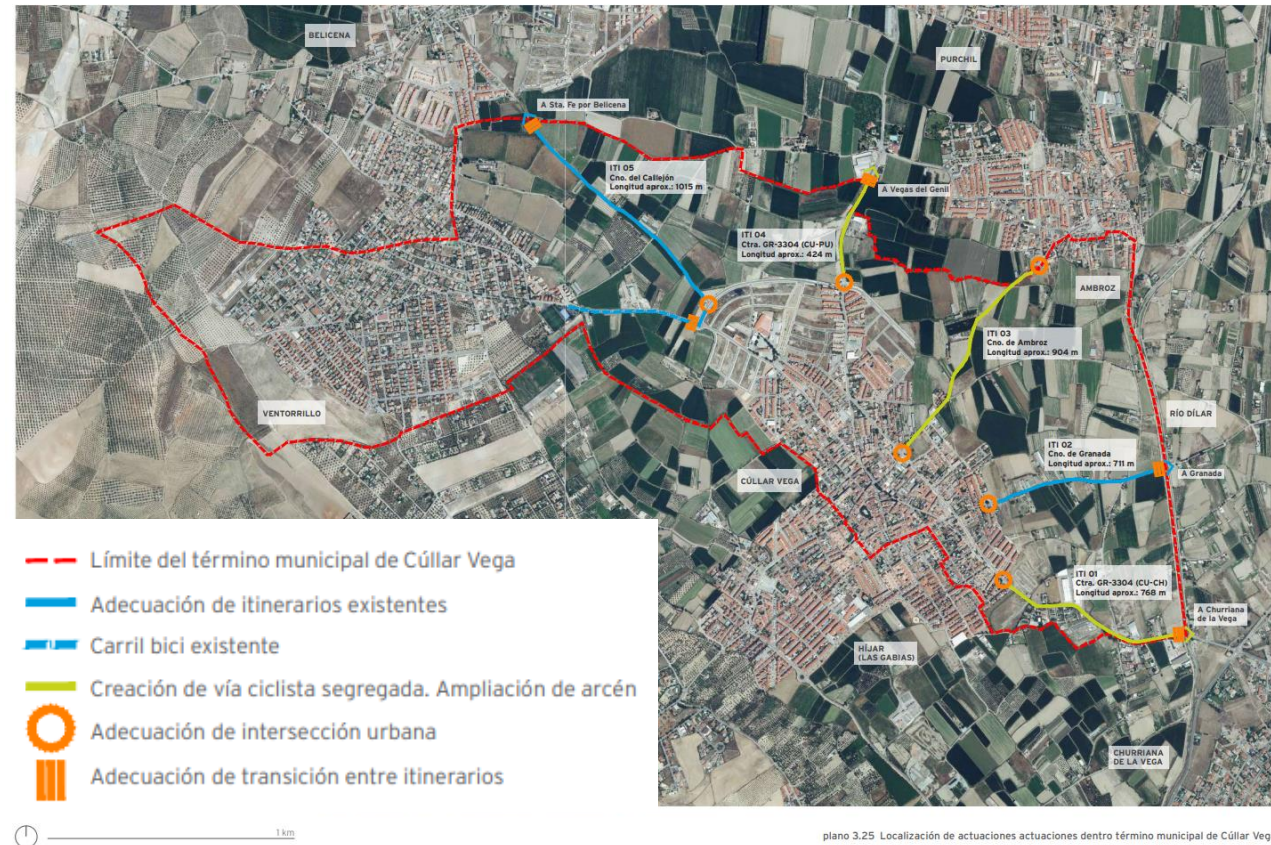 BELICENA
PURCHIL
A Sta. Fe por Belicena
ITI 05
Cno. del Callejón
Longitud aprox.: 1015 m
A Vegas del Genil
ITI 04
Ctra. GR-3304 (CU-PU)
Longitud aprox.: 424 m
AMBROZ
ITI 03
Cno. de Ambroz
Longitud aprox.: 904 m
VENTORRILLO
RÍO DÍLAR
ITI 02
Cno. de Granada
Longitud aprox.: 711 m
A Granada
CÚLLAR VEGA
ITI 01
Ctra. GR-3304 (CU-CH)
Longitud aprox.: 768 m
A Churriana
de la Vega
HÍJAR
(LAS GABIAS)
CHURRIANA
DE LA VEGA
Límite del término municipal de Cúllar Vega
Adecuación de itinerarios existentes
Carril bici existente
Creación de vía ciclista segregada. Ampliación de arcén
Adecuación de intersección urbana
Adecuación de transición entre itinerarios
1 km
plano 3.25 Localización de actuaciones actuaciones dentro término municipal de Cúllar Veg